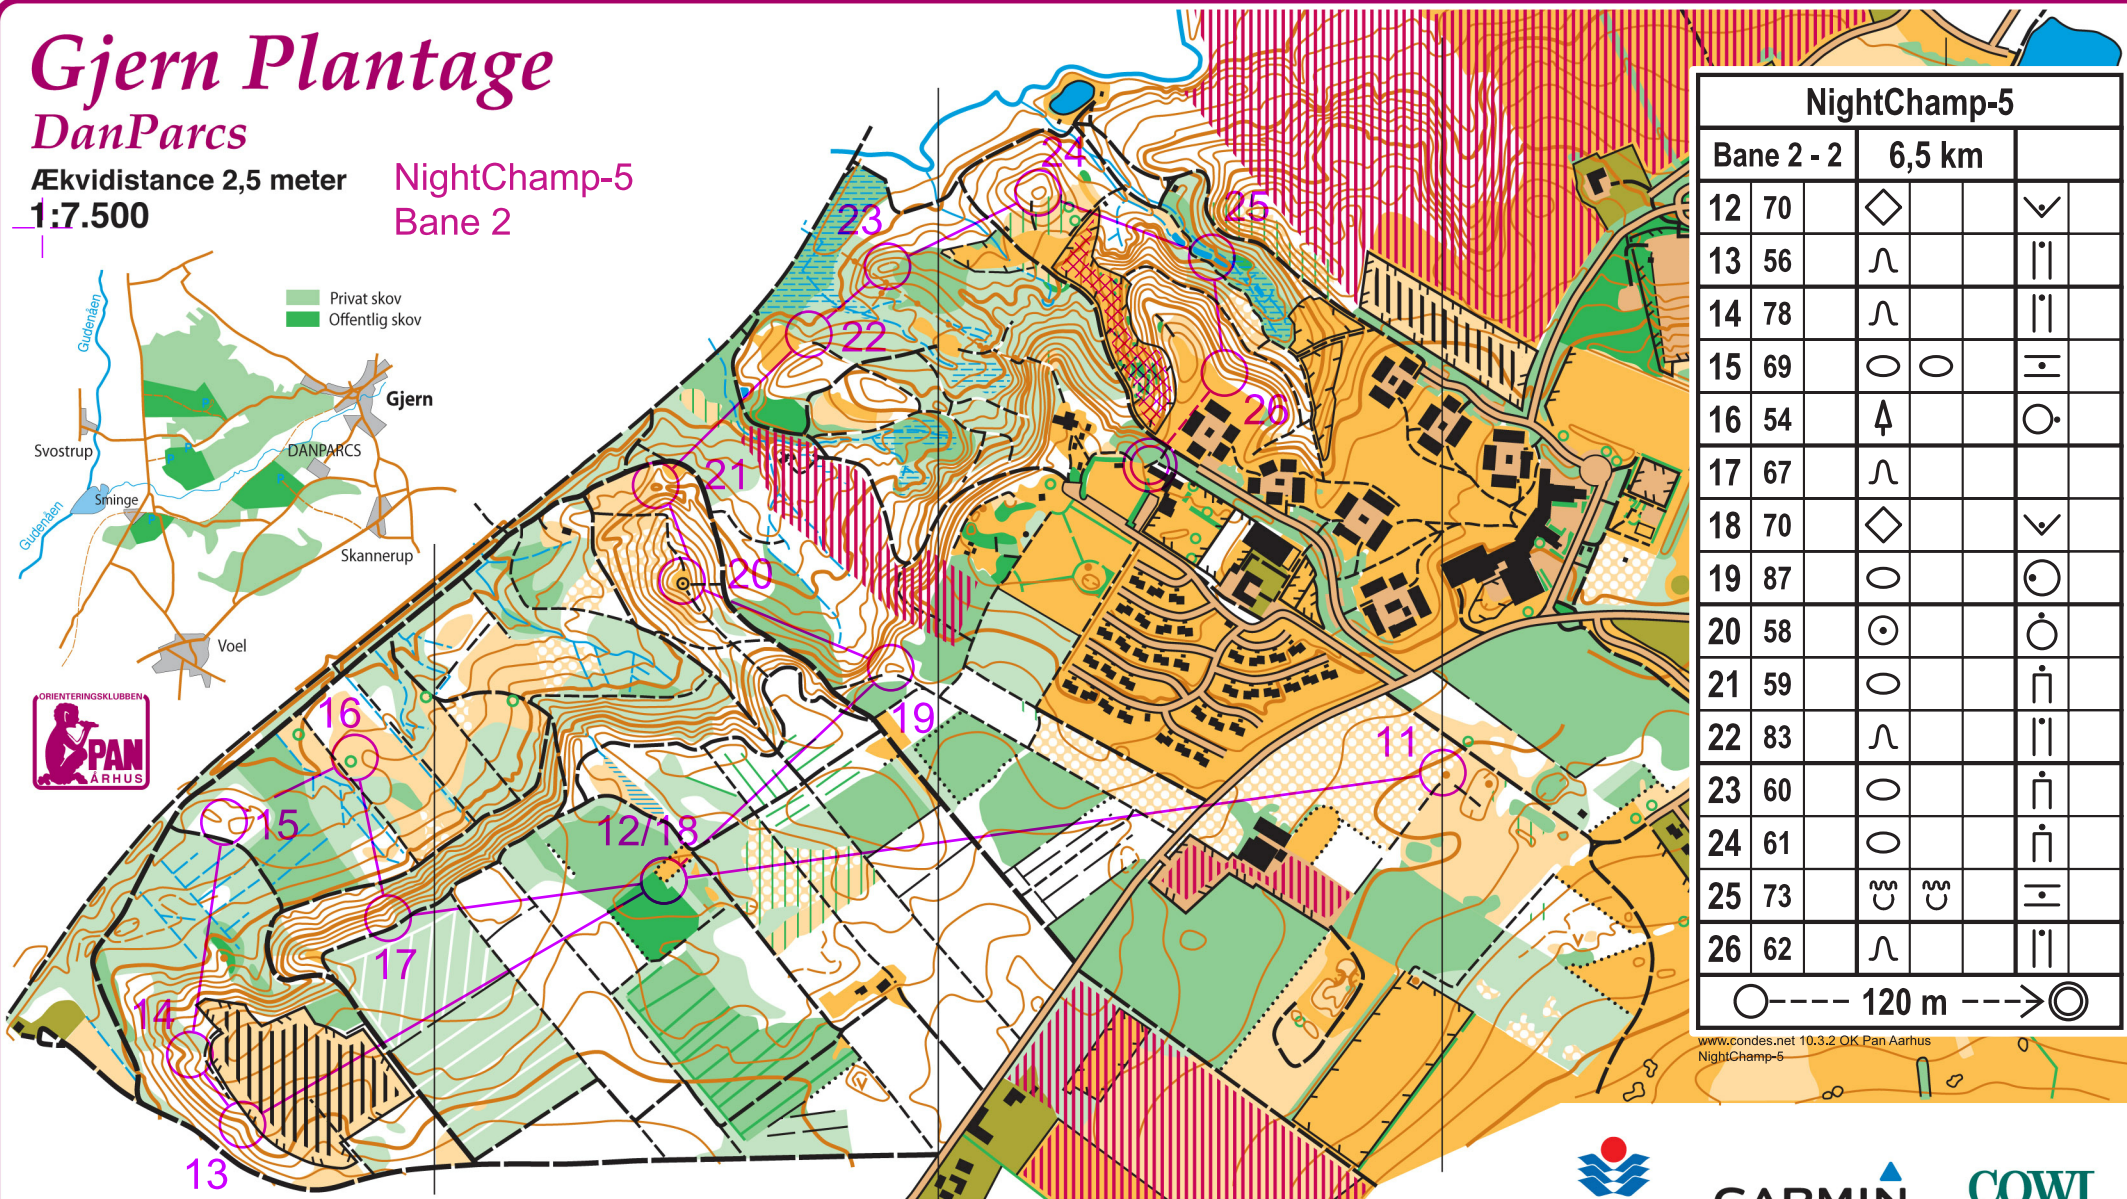 Gjern Plantage
DanParcs
Ækvidistance 2,5 meter
1:7.500
NightChamp-5
Bane 2
Privat skov
Offentlig skov
Gudenåen
Gjern
Svostrup
DANPARCS
Sminge
Gudenåen
Skannerup
Voel
P
P
P
P
P
ORIENTERINGSKLUBBEN
PAN
ÅRHUS
24
23
25
22
26
21
20
19
16
11
15
12/18
17
14
13
NightChamp-5
Bane 2 - 2 6,5 km
12 70
13 56
14 78
15 69
16 54
17 67
18 70
19 87
20 58
21 59
22 83
23 60
24 61
25 73
26 62
120 m
www.condes.net 10.3.2 OK Pan Aarhus
NightChamp-5
GARMIN
COWI